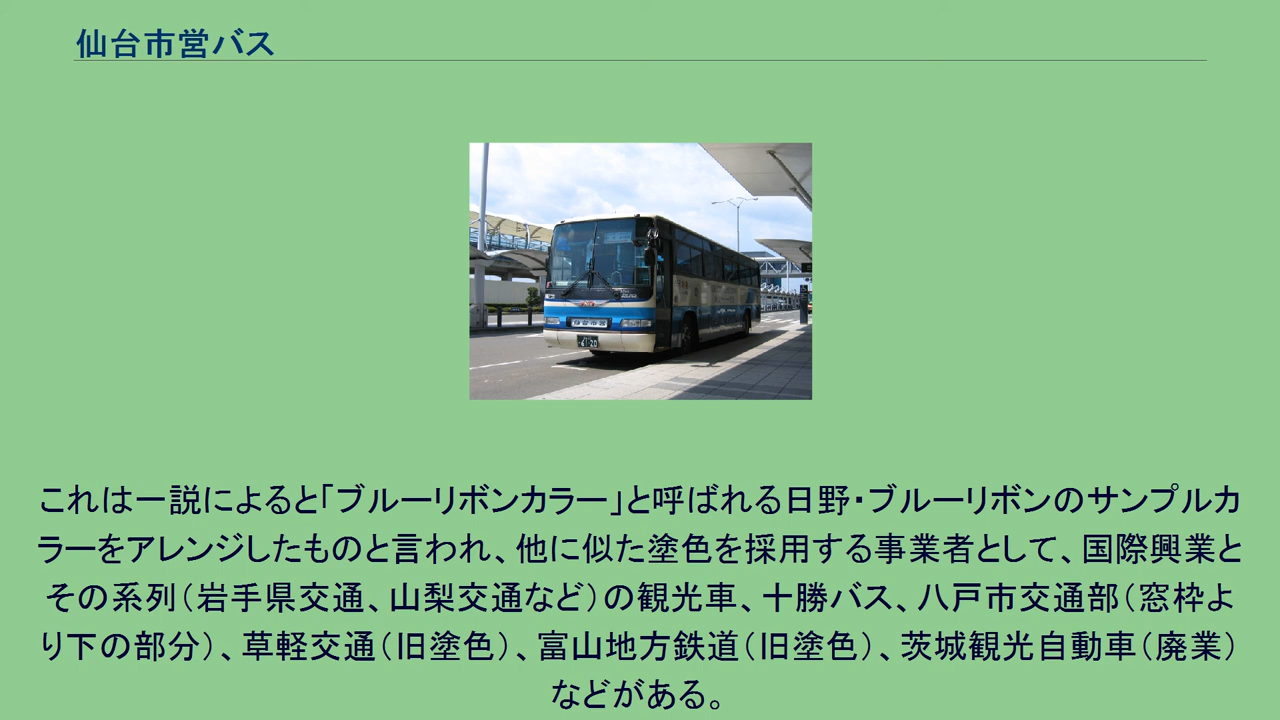 仙台市営バス
61-20
これは一説によると「ブルーリボンカラー」と呼ばれる日野・ブルーリボンのサンプルカ
ラーをアレンジしたものと言われ、他に似た塗色を採用する事業者として、国際興業と
その系列（岩手県交通、山梨交通など）の観光車、十勝バス、八戸市交通部（窓枠よ
り下の部分）、草軽交通（旧塗色）、富山地方鉄道（旧塗色）、茨城観光自動車（廃業）
などがある。